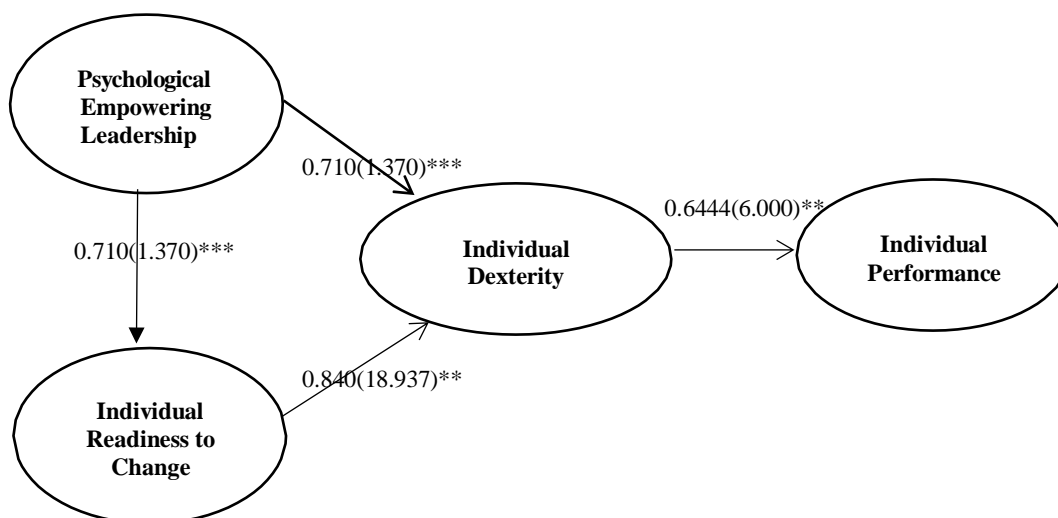 Psychological
Empowering
Leadership
0.710(1.370)***
0.710(1.370)***
Individual
Dexterity
0.6444(6.000)**
Individual
Performance
0.840(18.937)**
Individual
Readiness to
Change